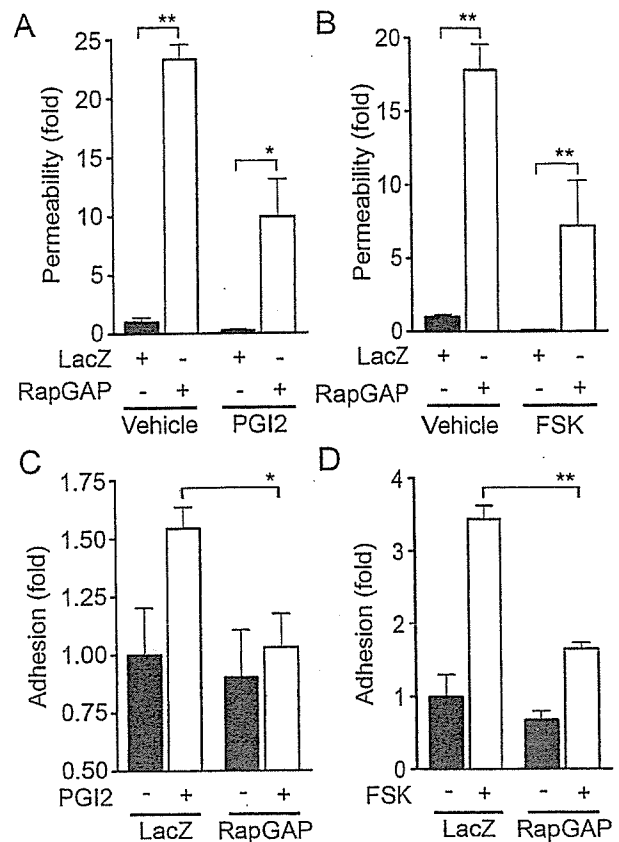 A
Permeability (fold)
25
20
15
10
5
0
**
*
LacZ + - + -
RapGAP - + - +
Vehicle PGI2
B
Permeability (fold)
20
15
10
5
0
**
**
LacZ + - + -
RapGAP - + - +
Vehicle FSK
C
Adhesion (fold)
1.75
1.50
1.25
1.00
0.75
0.50
*
PGI2 - + - +
LacZ RapGAP
D
Adhesion (fold)
4
3
2
1
0
**
FSK - + - +
LacZ RapGAP